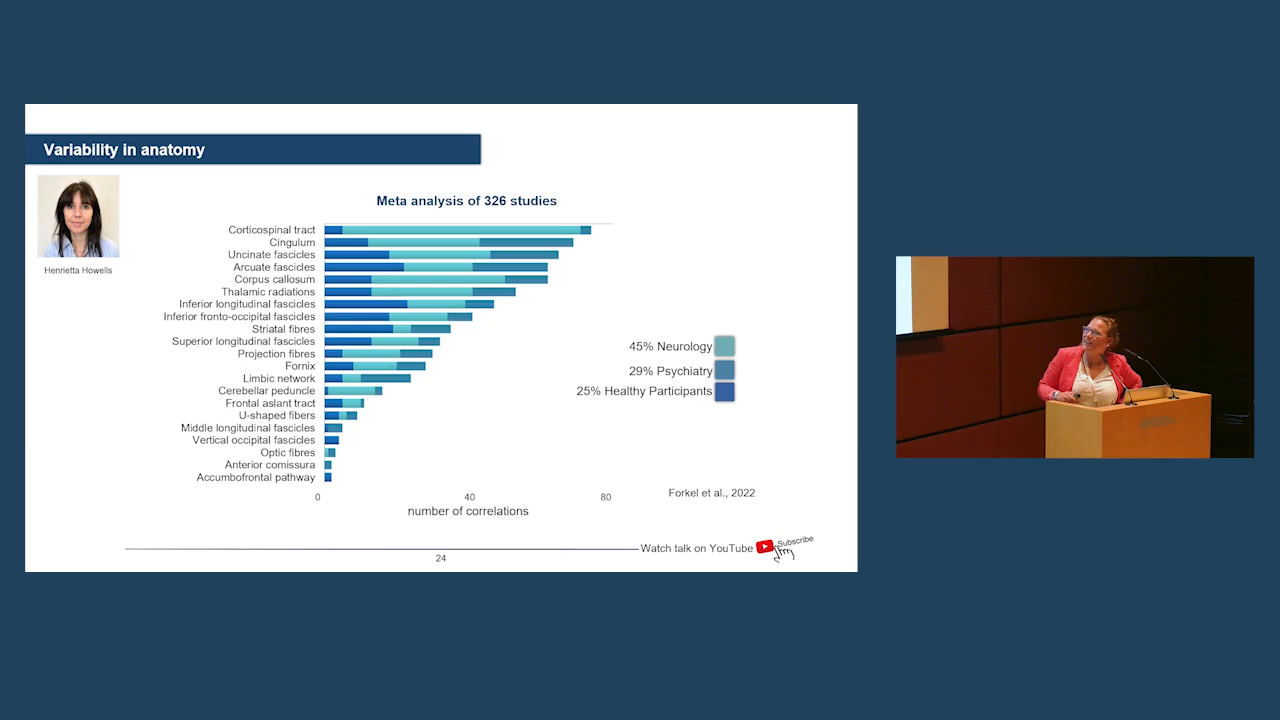 Variability in anatomy
Henrietta Howells
Meta analysis of 326 studies
Corticospinal tract
Cingulum
Uncinate fascicles
Arcuate fascicles
Corpus callosum
Thalamic radiations
Inferior longitudinal fascicles
Inferior fronto-occipital fascicles
Striatal fibres
Superior longitudinal fascicles
Projection fibres
Fornix
Limbic network
Cerebellar peduncle
Frontal aslant tract
U-shaped fibers
Middle longitudinal fascicles
Vertical occipital fascicles
Optic fibres
Anterior comissura
Accumbofrontal pathway
0 40 80
number of correlations
45% Neurology
29% Psychiatry
25% Healthy Participants
Forkel et al., 2022
Watch talk on YouTube
Subscribe
24